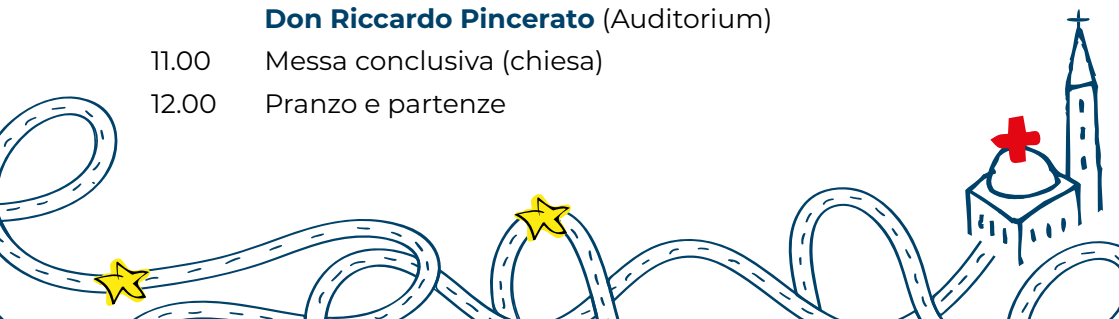 Don Riccardo Pincerato (Auditorium)
11.00 Messa conclusiva (chiesa)
12.00 Pranzo e partenze